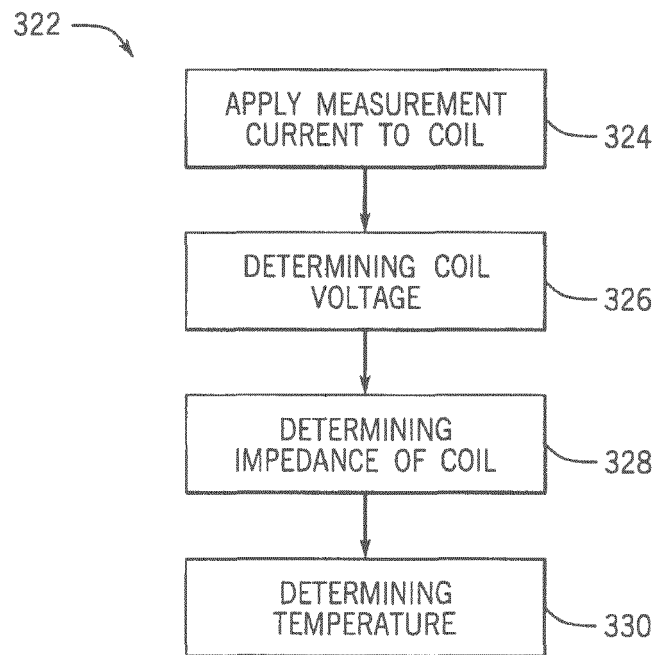 322
APPLY MEASUREMENT
CURRENT TO COIL
324
DETERMINING COIL
VOLTAGE
326
DETERMINING
IMPEDANCE OF COIL
328
DETERMINING
TEMPERATURE
330